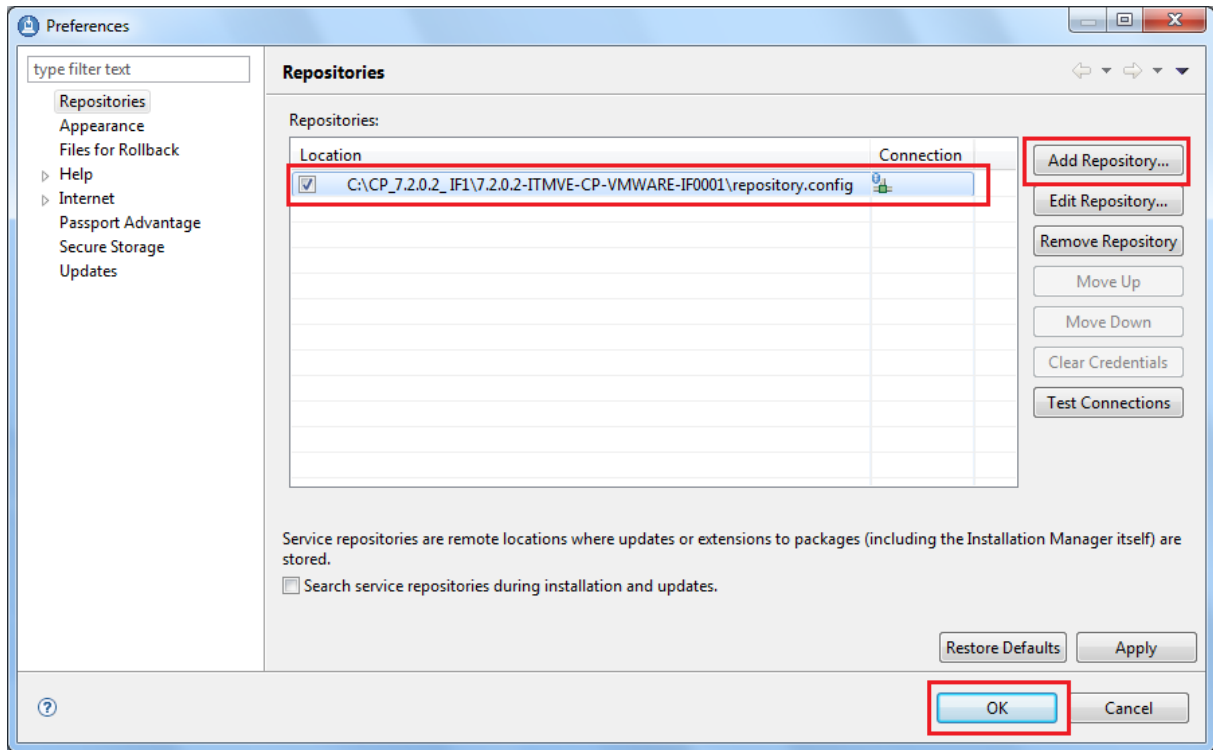 Preferences
type filter text
Repositories
Appearance
Files for Rollback
Help
Internet
Passport Advantage
Secure Storage
Updates
Repositories
Repositories:
Location Connection
C:\CP_7.2.0.2_ IF1\7.2.0.2-ITMVE-CP-VMWARE-IF0001\repository.config
Add Repository...
Edit Repository...
Remove Repository
Move Up
Move Down
Clear Credentials
Test Connections
Service repositories are remote locations where updates or extensions to packages (including the Installation Manager itself) are
stored.
Search service repositories during installation and updates.
Restore Defaults Apply
OK Cancel